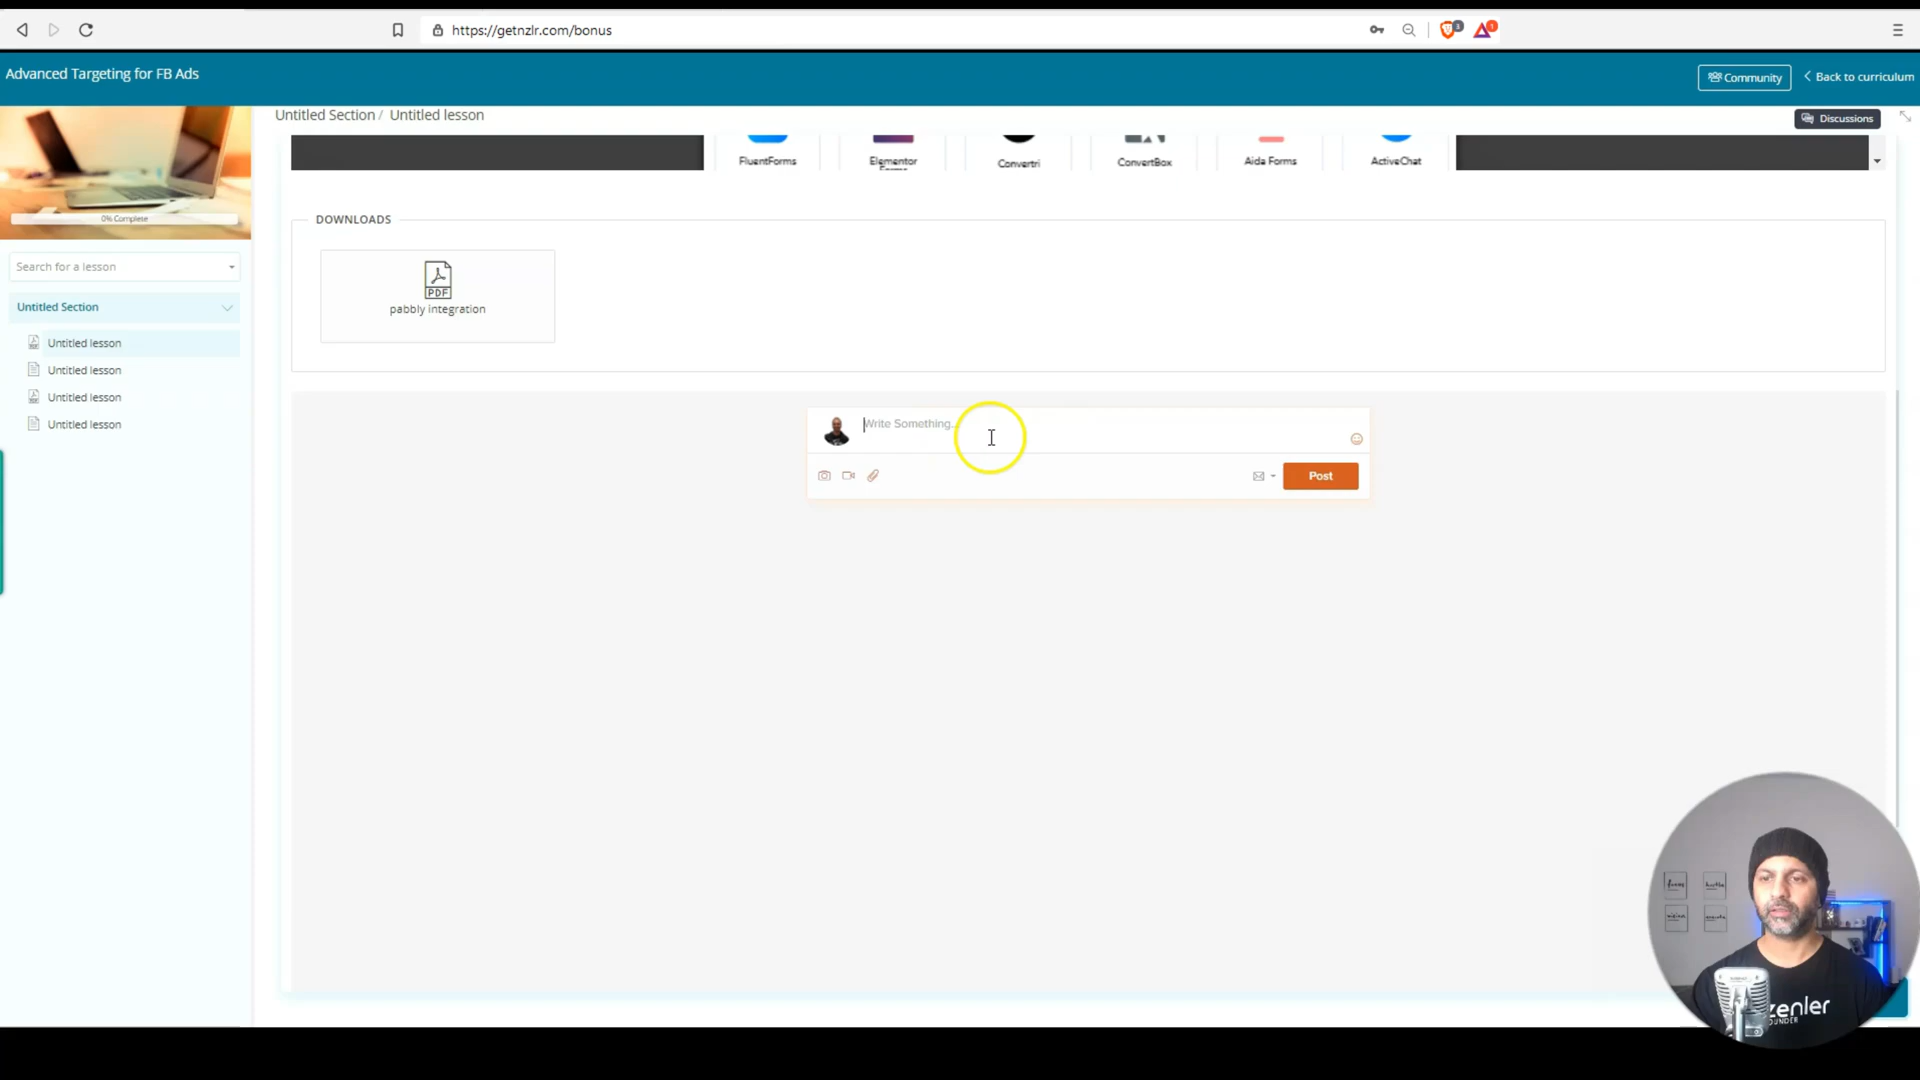 https://getnzlr.com/bonus
3
1
Advanced Targeting for FB Ads
Community
Back to curriculum
Untitled Section / Untitled lesson
Discussions
FluentForms
Elementor
Convertri
ConvertBox
Aida Forms
ActiveChat
0% Complete
DOWNLOADS
Search for a lesson
PDF
pabbly integration
Untitled Section
Untitled lesson
Untitled lesson
Untitled lesson
Untitled lesson
Write Something...
Post
zenler